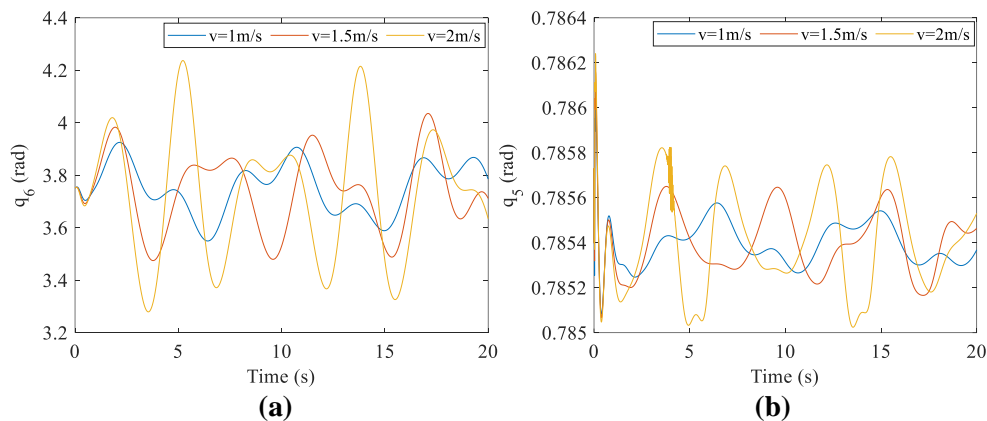 4.4
4.2
4
3.8
3.6
3.4
3.2
q6 (rad)
v=1m/s v=1.5m/s v=2m/s
0 5 10 15 20
Time (s)
(a)
0.7864
0.7862
0.786
0.7858
0.7856
0.7854
0.7852
0.785
q5 (rad)
v=1m/s v=1.5m/s v=2m/s
0 5 10 15 20
Time (s)
(b)